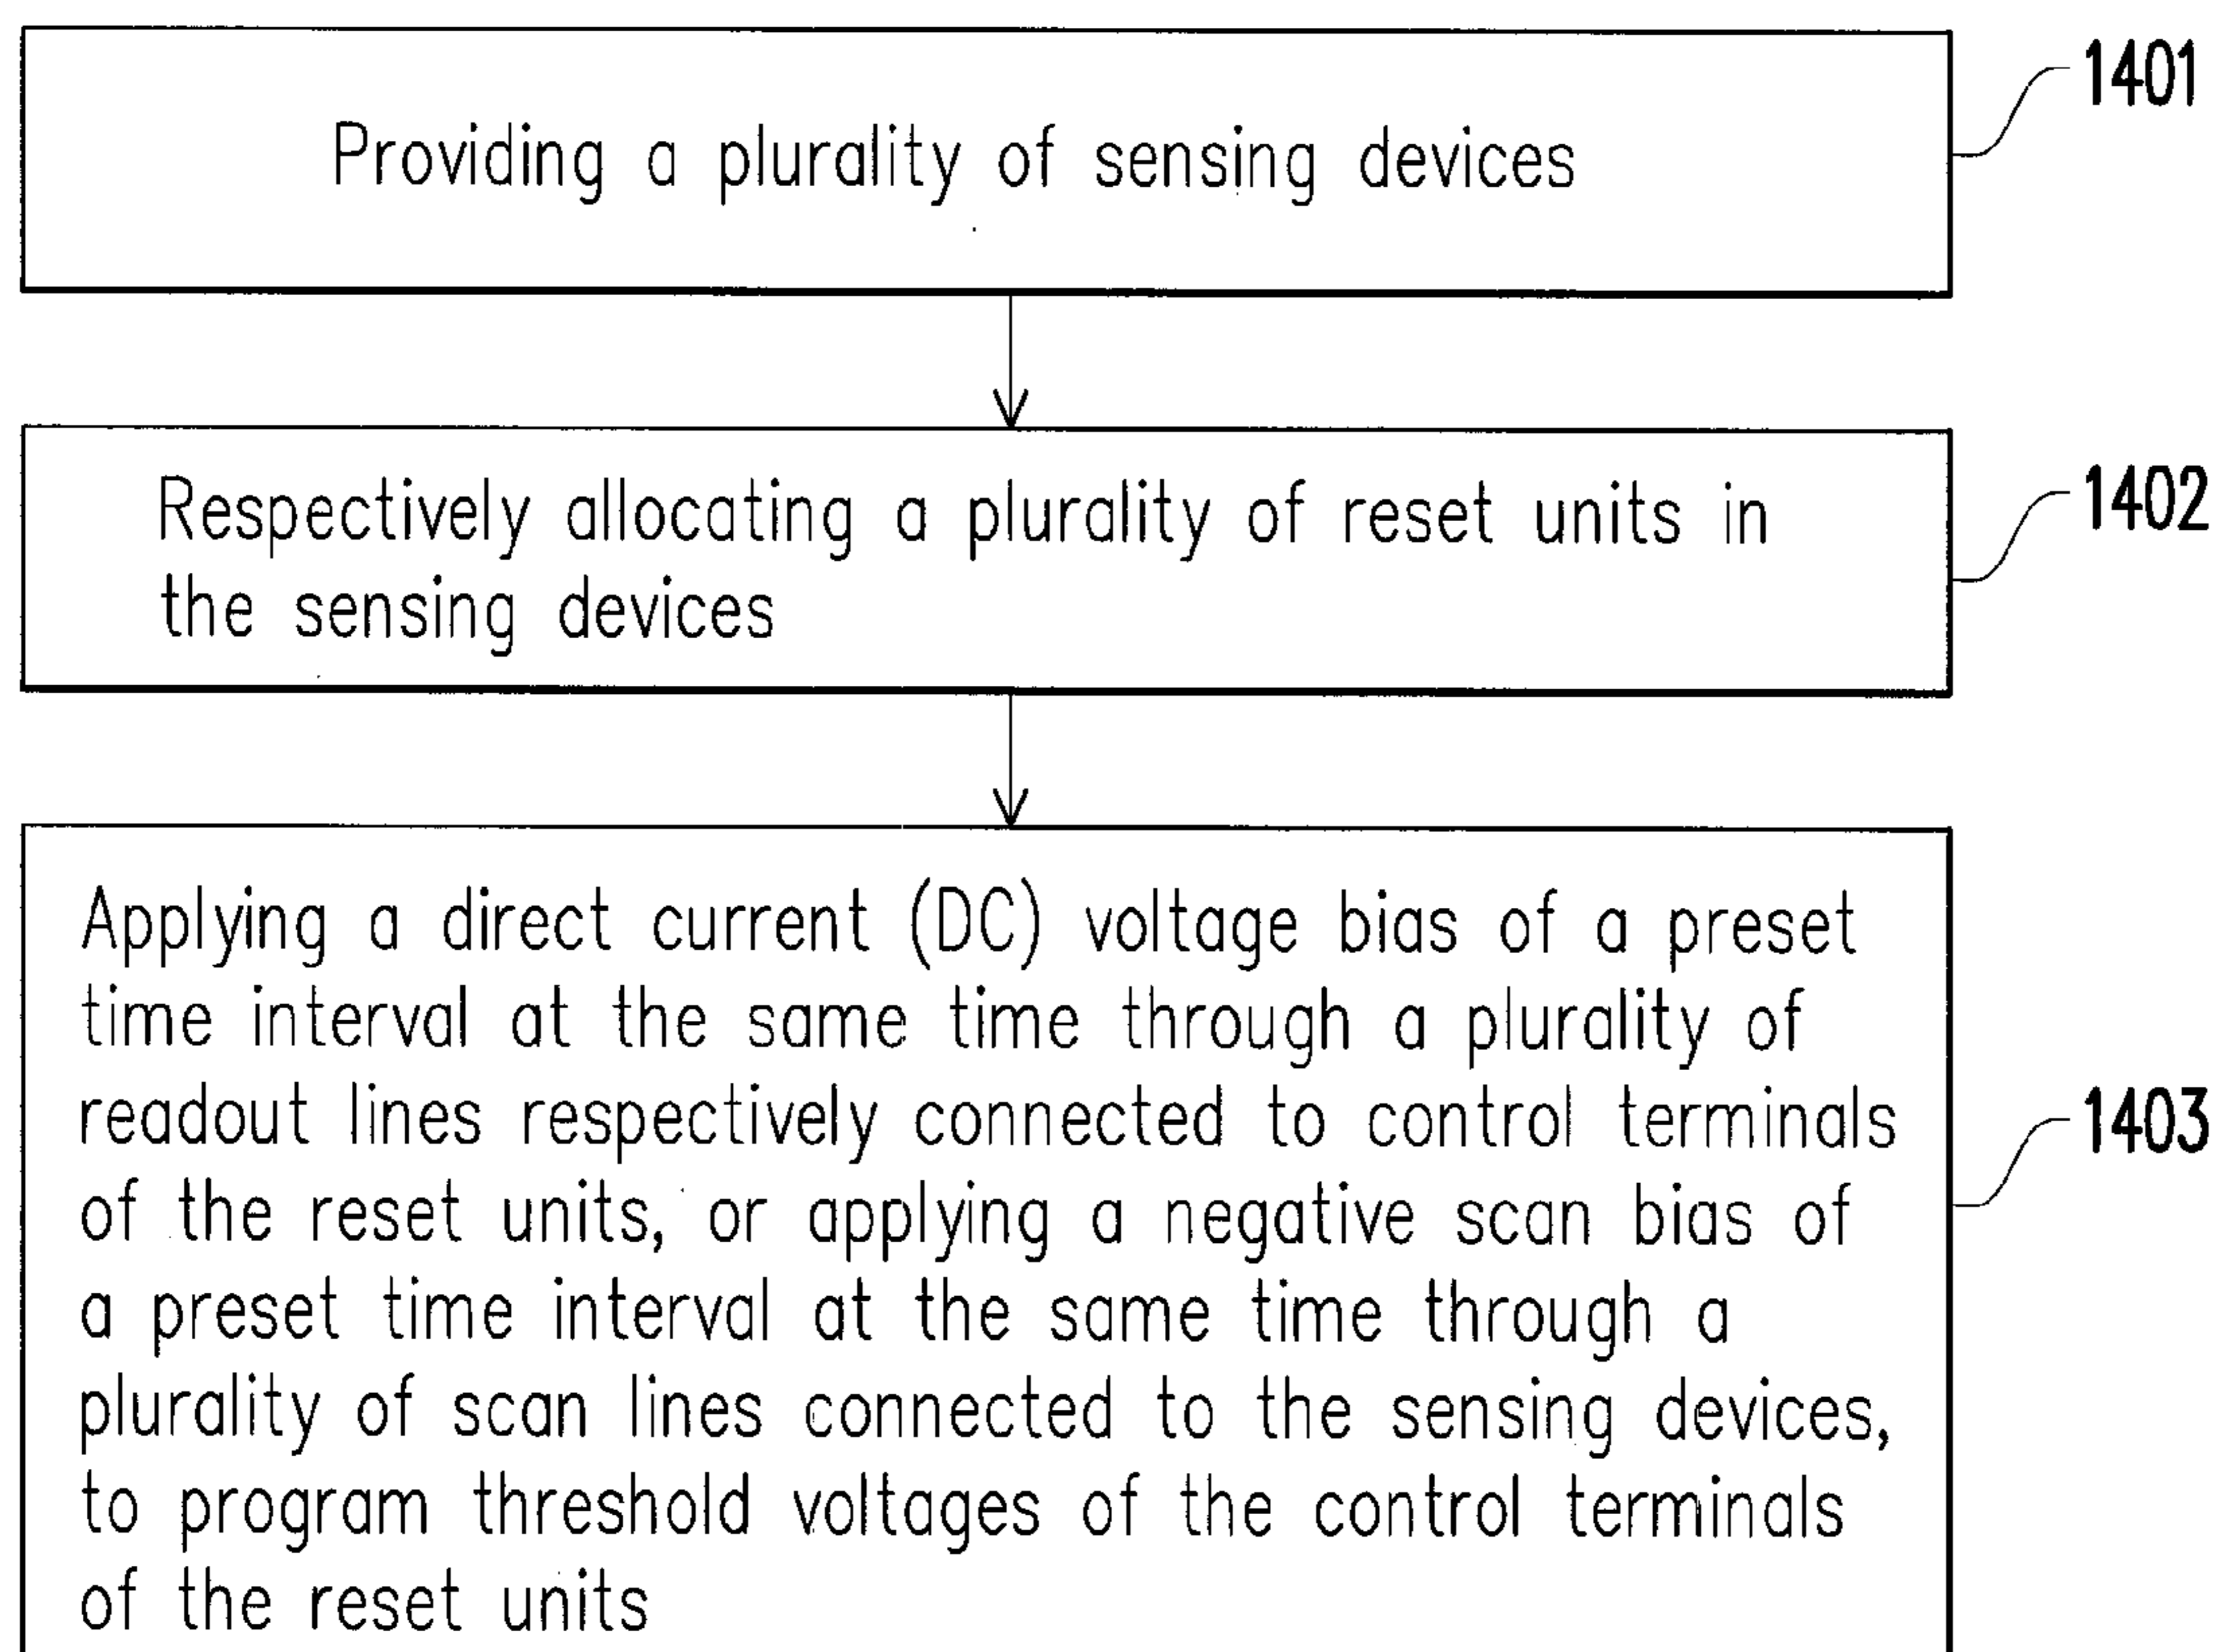 Providing a plurality of sensing devices
1401
Respectively allocating a plurality of reset units in
the sensing devices
1402
Applying a direct current (DC) voltage bias of a preset
time interval at the same time through a plurality of
readout lines respectively connected to control terminals
of the reset units, or applying a negative scan bias of
a preset time interval at the same time through a
plurality of scan lines connected to the sensing devices,
to program threshold voltages of the control terminals
of the reset units
1403